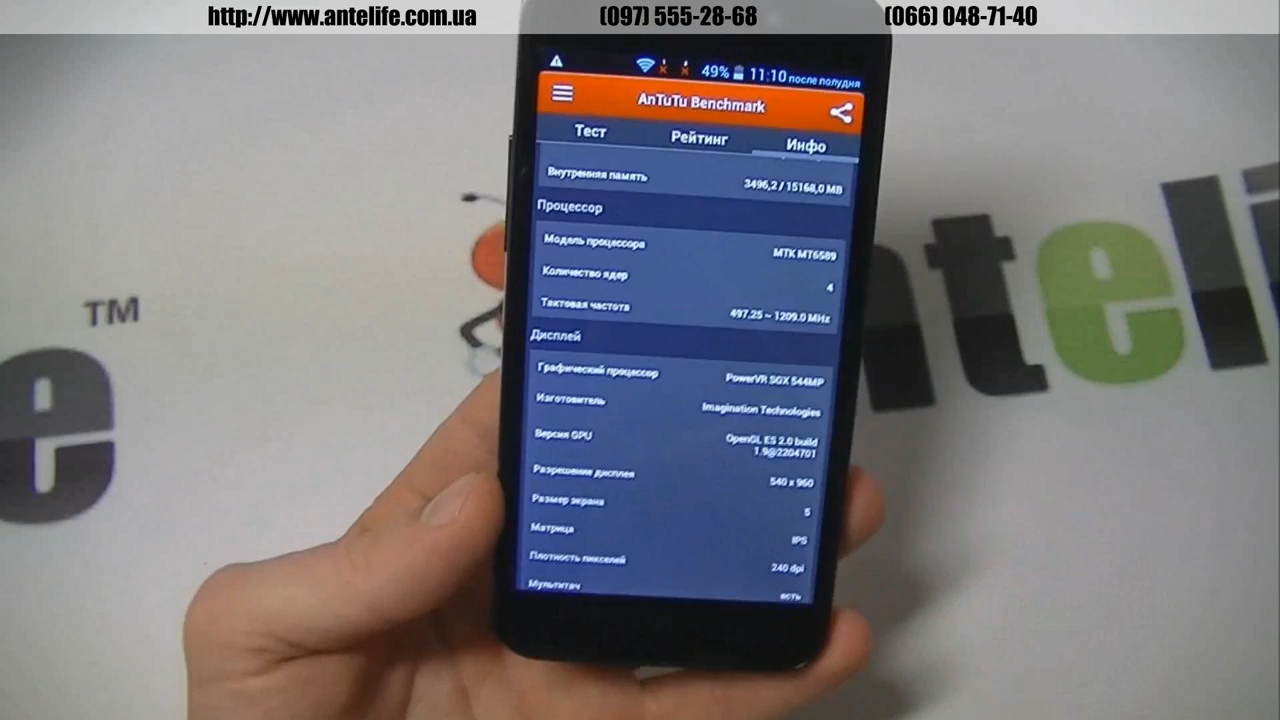 http://www.antelife.com.ua (097) 555-28-68 (066) 048-71-40
49% 11:10 после полудня
AnTuTu Benchmark
Тест Рейтинг Инфо
Внутренняя память 3496,2 / 15168,0 MB
Процессор
Модель процессора MTK MT6589
Количество ядер 4
Тактовая частота 497.25 ~ 1209.0 MHz
Дисплей
Графический процессор PowerVR SGX 544MP
Изготовитель Imagination Technologies
Версия GPU OpenGL ES 2.0 build
1.9@2204701
Разрешение дисплея 540 x 960
Размер экрана 5
Матрица IPS
Плотность пикселей 240 dpi
Мультитач есть
TM
e
nteli